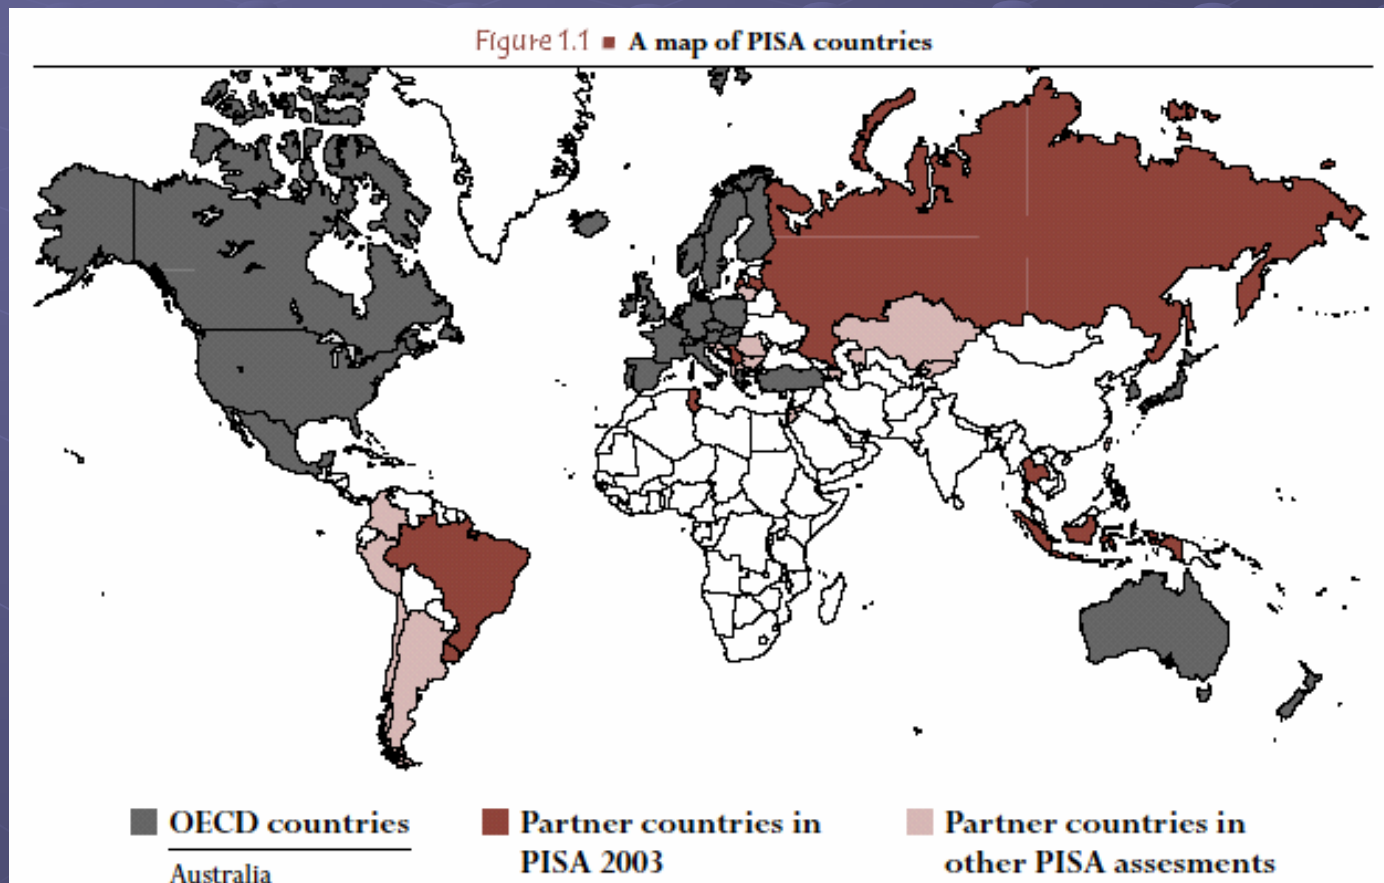 Figure 1.1 ■ A map of PISA countries
OECD countries
Australia
Partner countries in
PISA 2003
Partner countries in
other PISA assesments